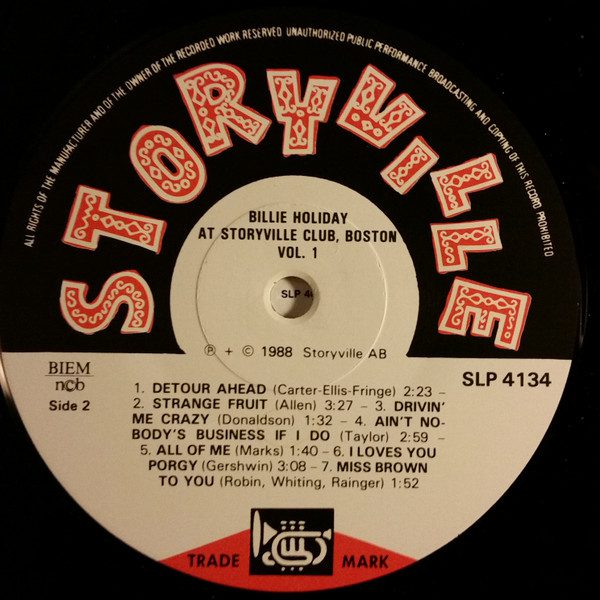 ALL RIGHTS OF THE MANUFACTURER AND OF THE OWNER OF THE RECORDED WORK RESERVED UNAUTHORIZED PUBLIC PERFORMANCE BROADCASTING AND COPYING OF THIS RECORD PROHIBITED
STORYVILLE
BILLIE HOLIDAY
AT STORYVILLE CLUB, BOSTON
VOL. 1
SLP 4
℗ + © 1988 Storyville AB
BIEM
ncb
Side 2
SLP 4134
1. DETOUR AHEAD (Carter-Ellis-Fringe) 2:23 –
2. STRANGE FRUIT (Allen) 3:27 – 3. DRIVIN'
ME CRAZY (Donaldson) 1:32 – 4. AIN'T NO-
BODY'S BUSINESS IF I DO (Taylor) 2:59 –
5. ALL OF ME (Marks) 1:40 – 6. I LOVES YOU
PORGY (Gershwin) 3:08 – 7. MISS BROWN
TO YOU (Robin, Whiting, Rainger) 1:52
TRADE MARK